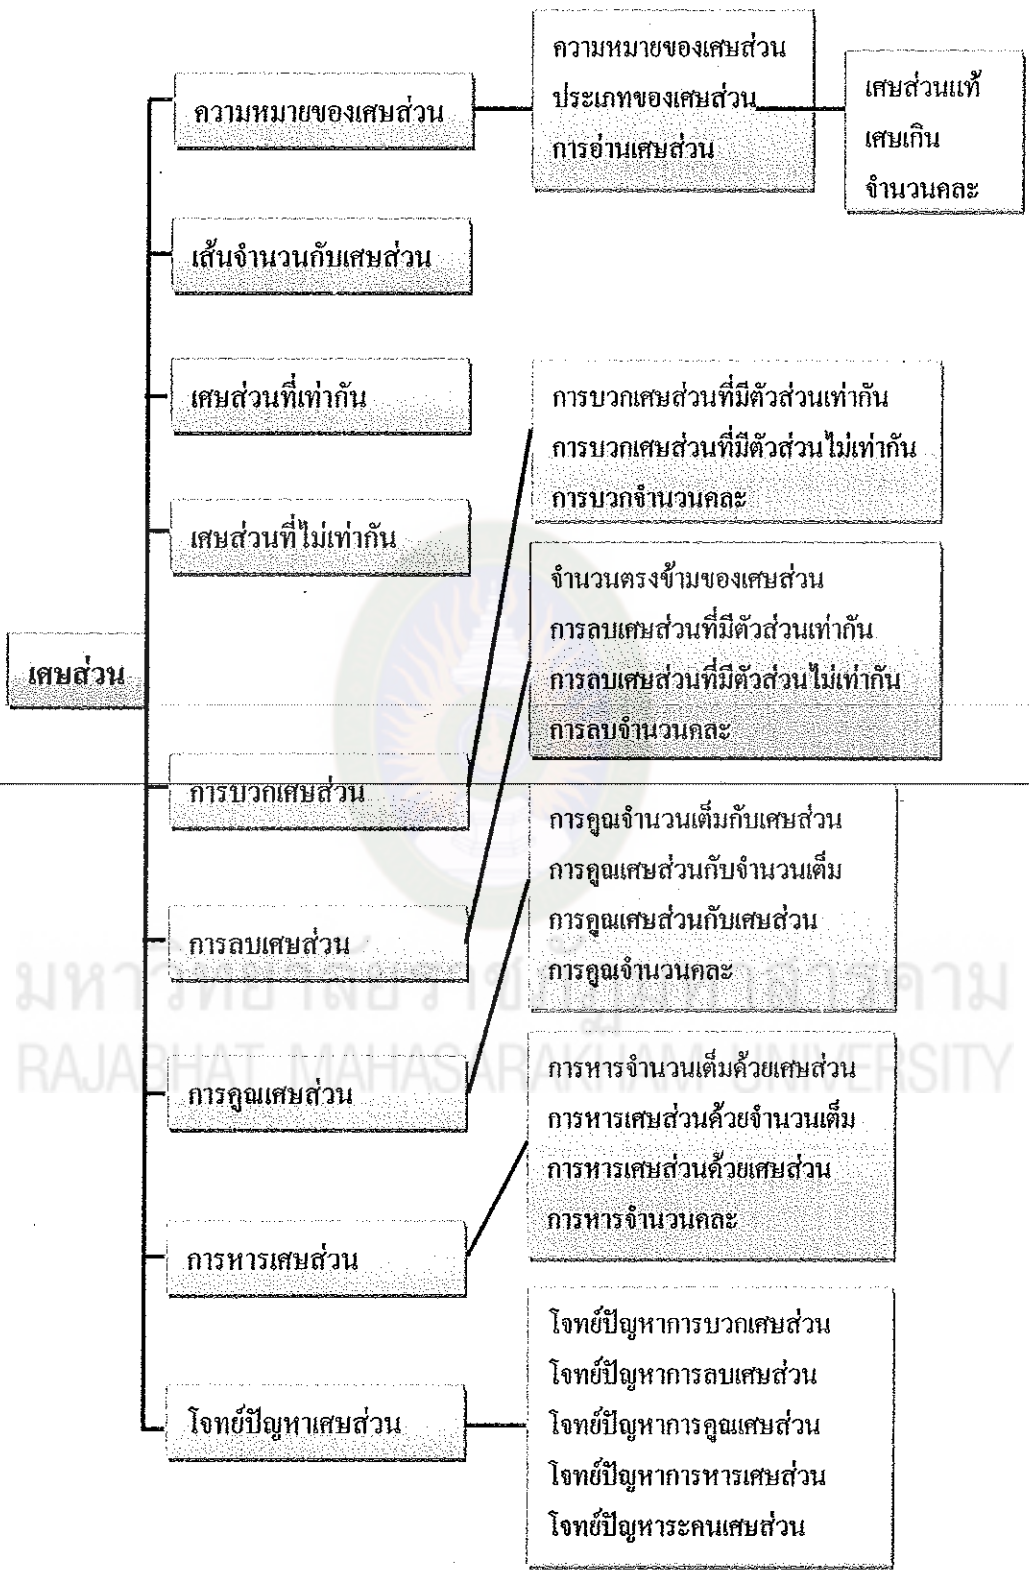 ความหมายของเศษส่วน
ความหมายของเศษส่วน
ประเภทของเศษส่วน
การอ่านเศษส่วน
เศษส่วนแท้
เศษเกิน
จำนวนคละ
เส้นจำนวนกับเศษส่วน
เศษส่วนที่เท่ากัน
เศษส่วนที่ไม่เท่ากัน
เศษส่วน
การบวกเศษส่วน
การบวกเศษส่วนที่มีตัวส่วนเท่ากัน
การบวกเศษส่วนที่มีตัวส่วนไม่เท่ากัน
การบวกจำนวนคละ
การลบเศษส่วน
จำนวนตรงข้ามของเศษส่วน
การลบเศษส่วนที่มีตัวส่วนเท่ากัน
การลบเศษส่วนที่มีตัวส่วนไม่เท่ากัน
การลบจำนวนคละ
การคูณเศษส่วน
การคูณจำนวนเต็มกับเศษส่วน
การคูณเศษส่วนกับจำนวนเต็ม
การคูณเศษส่วนกับเศษส่วน
การคูณจำนวนคละ
การหารเศษส่วน
การหารจำนวนเต็มด้วยเศษส่วน
การหารเศษส่วนด้วยจำนวนเต็ม
การหารเศษส่วนด้วยเศษส่วน
การหารจำนวนคละ
โจทย์ปัญหาเศษส่วน
โจทย์ปัญหาการบวกเศษส่วน
โจทย์ปัญหาการลบเศษส่วน
โจทย์ปัญหาการคูณเศษส่วน
โจทย์ปัญหาการหารเศษส่วน
โจทย์ปัญหาระคนเศษส่วน
มหาวิทยาลัยราชภัฏมหาสารคาม
RAJABHAT MAHASARAKHAM UNIVERSITY